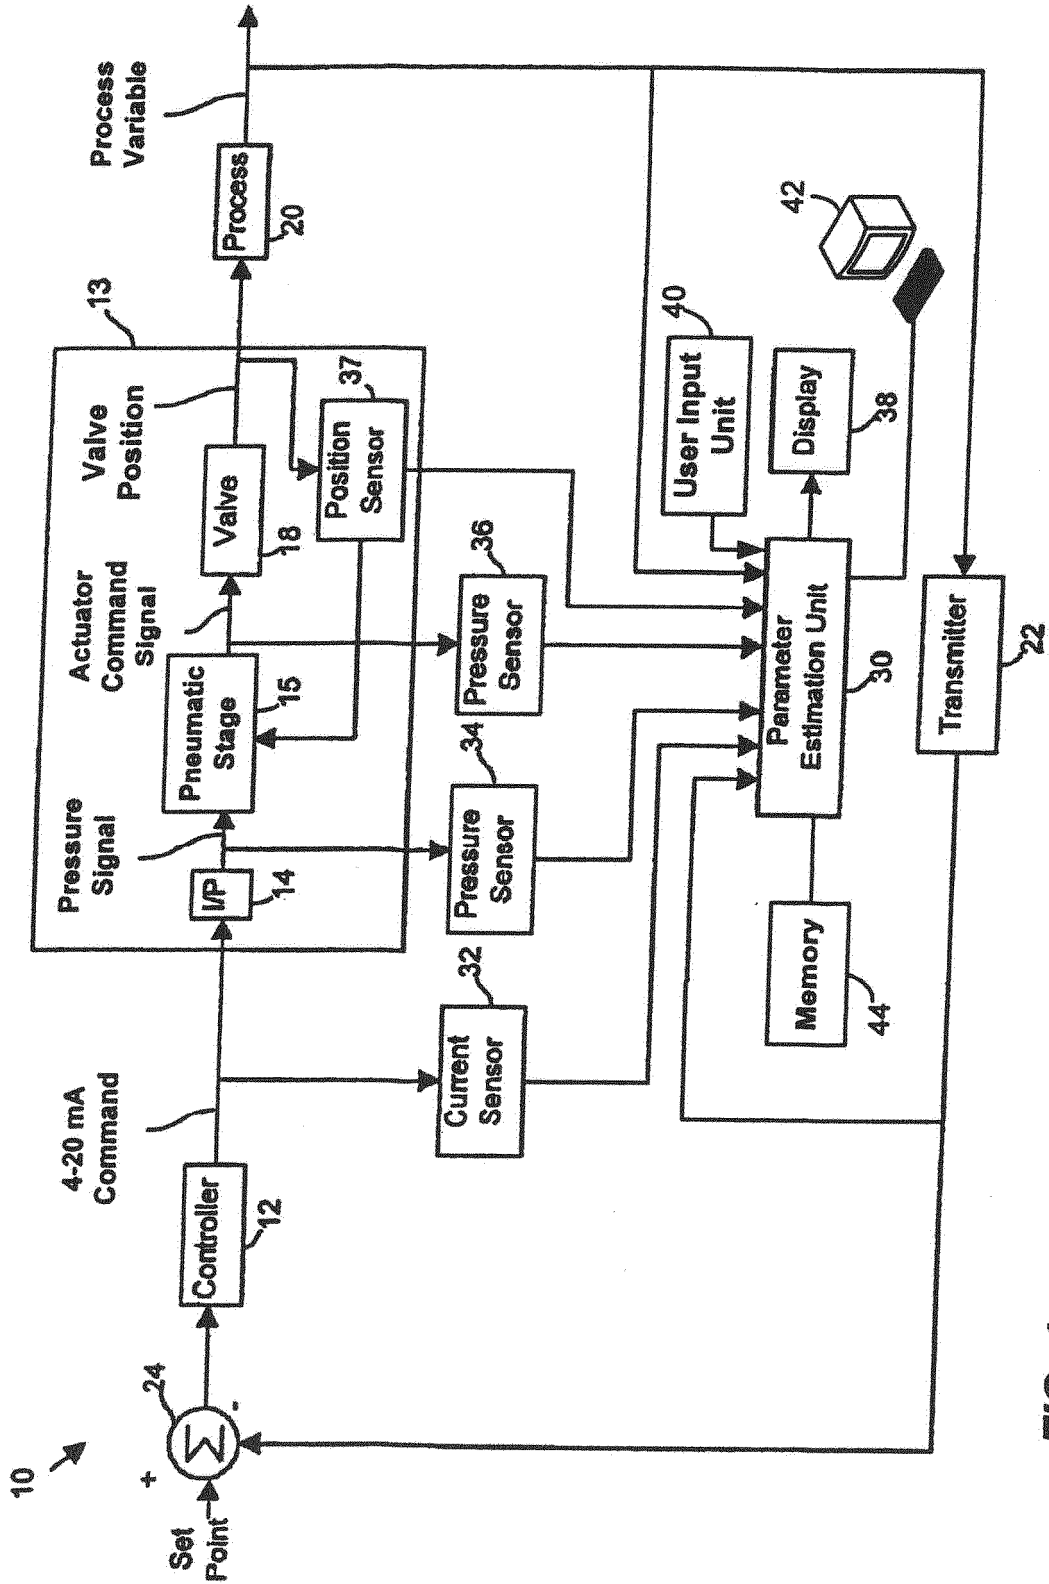 10
Set
Point
+
-
24
Controller
12
4-20 mA
Command
13
I/P
14
Pressure
Signal
Pneumatic
Stage
15
Actuator
Command
Signal
Valve
18
Valve
Position
Position
Sensor
37
Process
20
Process
Variable
Current
Sensor
32
Pressure
Sensor
34
Pressure
Sensor
36
User Input
Unit
40
42
Memory
44
Parameter
Estimation Unit
30
Display
38
Transmitter
22